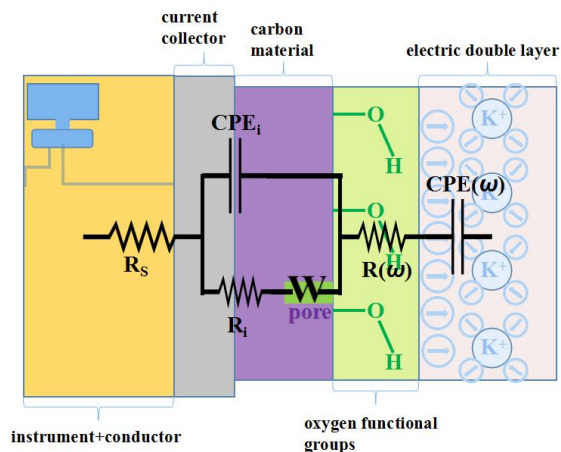 current
collector
carbon
material
electric double layer
CPEi
O
H
K+
K+
CPE(ω)
O
H
RS
R(ω)
Ri
W
pore
O
H
K+
K+
instrument+conductor
oxygen functional
groups